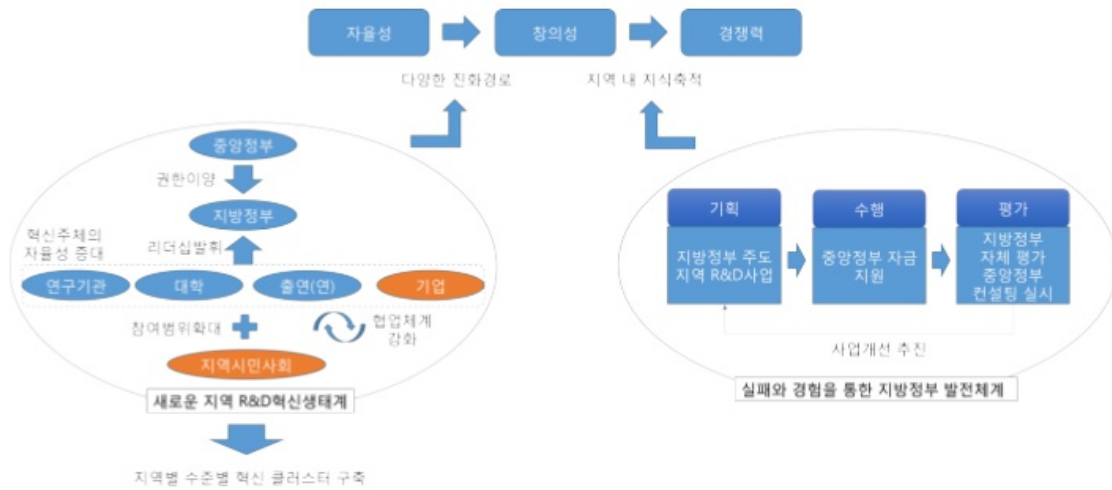 자율성
창의성
경쟁력
다양한 진화경로
지역 내 지식축적
중앙정부
권한이양
지방정부
혁신주체의
자율성 증대
리더십발휘
연구기관
대학
출연(연)
기업
참여범위확대
협업체계
강화
지역시민사회
새로운 지역 R&D혁신생태계
지역별 수준별 혁신 클러스터 구축
기획
수행
평가
지방정부 주도
지역 R&D사업
중앙정부 자금
지원
지방정부
자체 평가
중앙정부
컨설팅 실시
사업개선 추진
실패와 경험을 통한 지방정부 발전체계